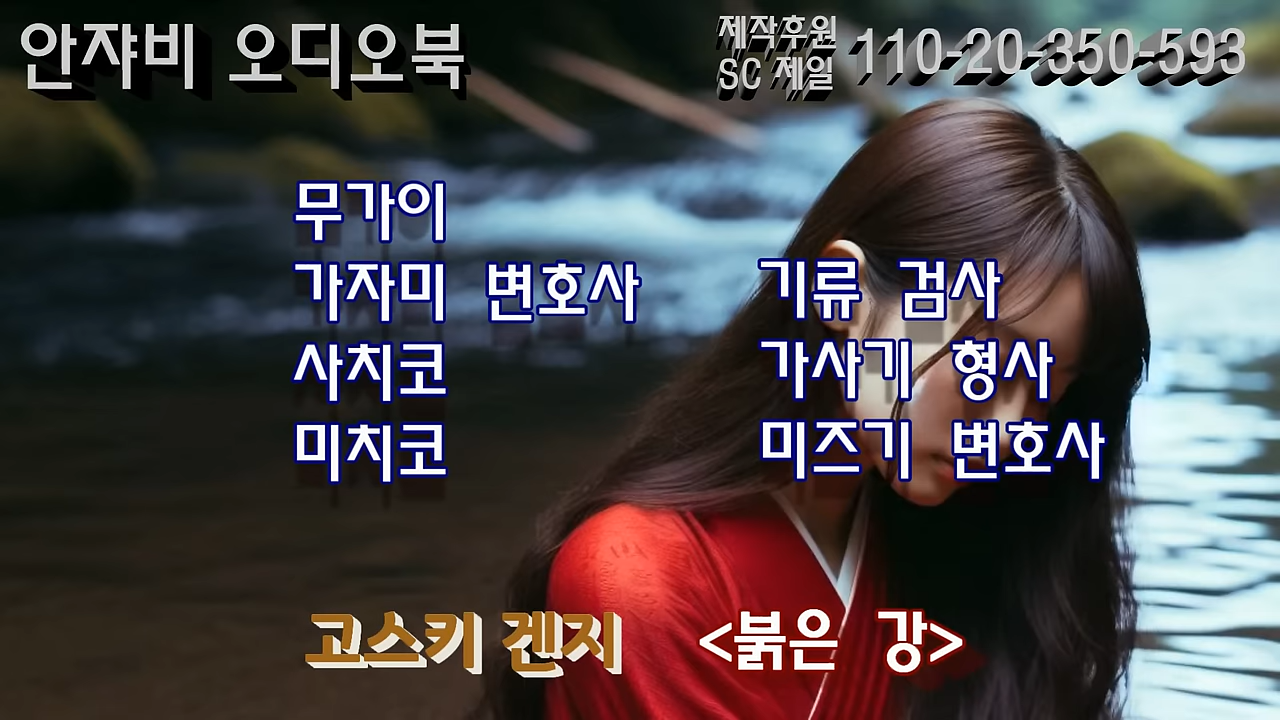 안쟈비 오디오북
제작후원
SC 제일
110-20-350-593
무가이
가자미 변호사
사치코
미치코
기류 검사
가사기 형사
미즈기 변호사
고스키 겐지 <붉은 강>